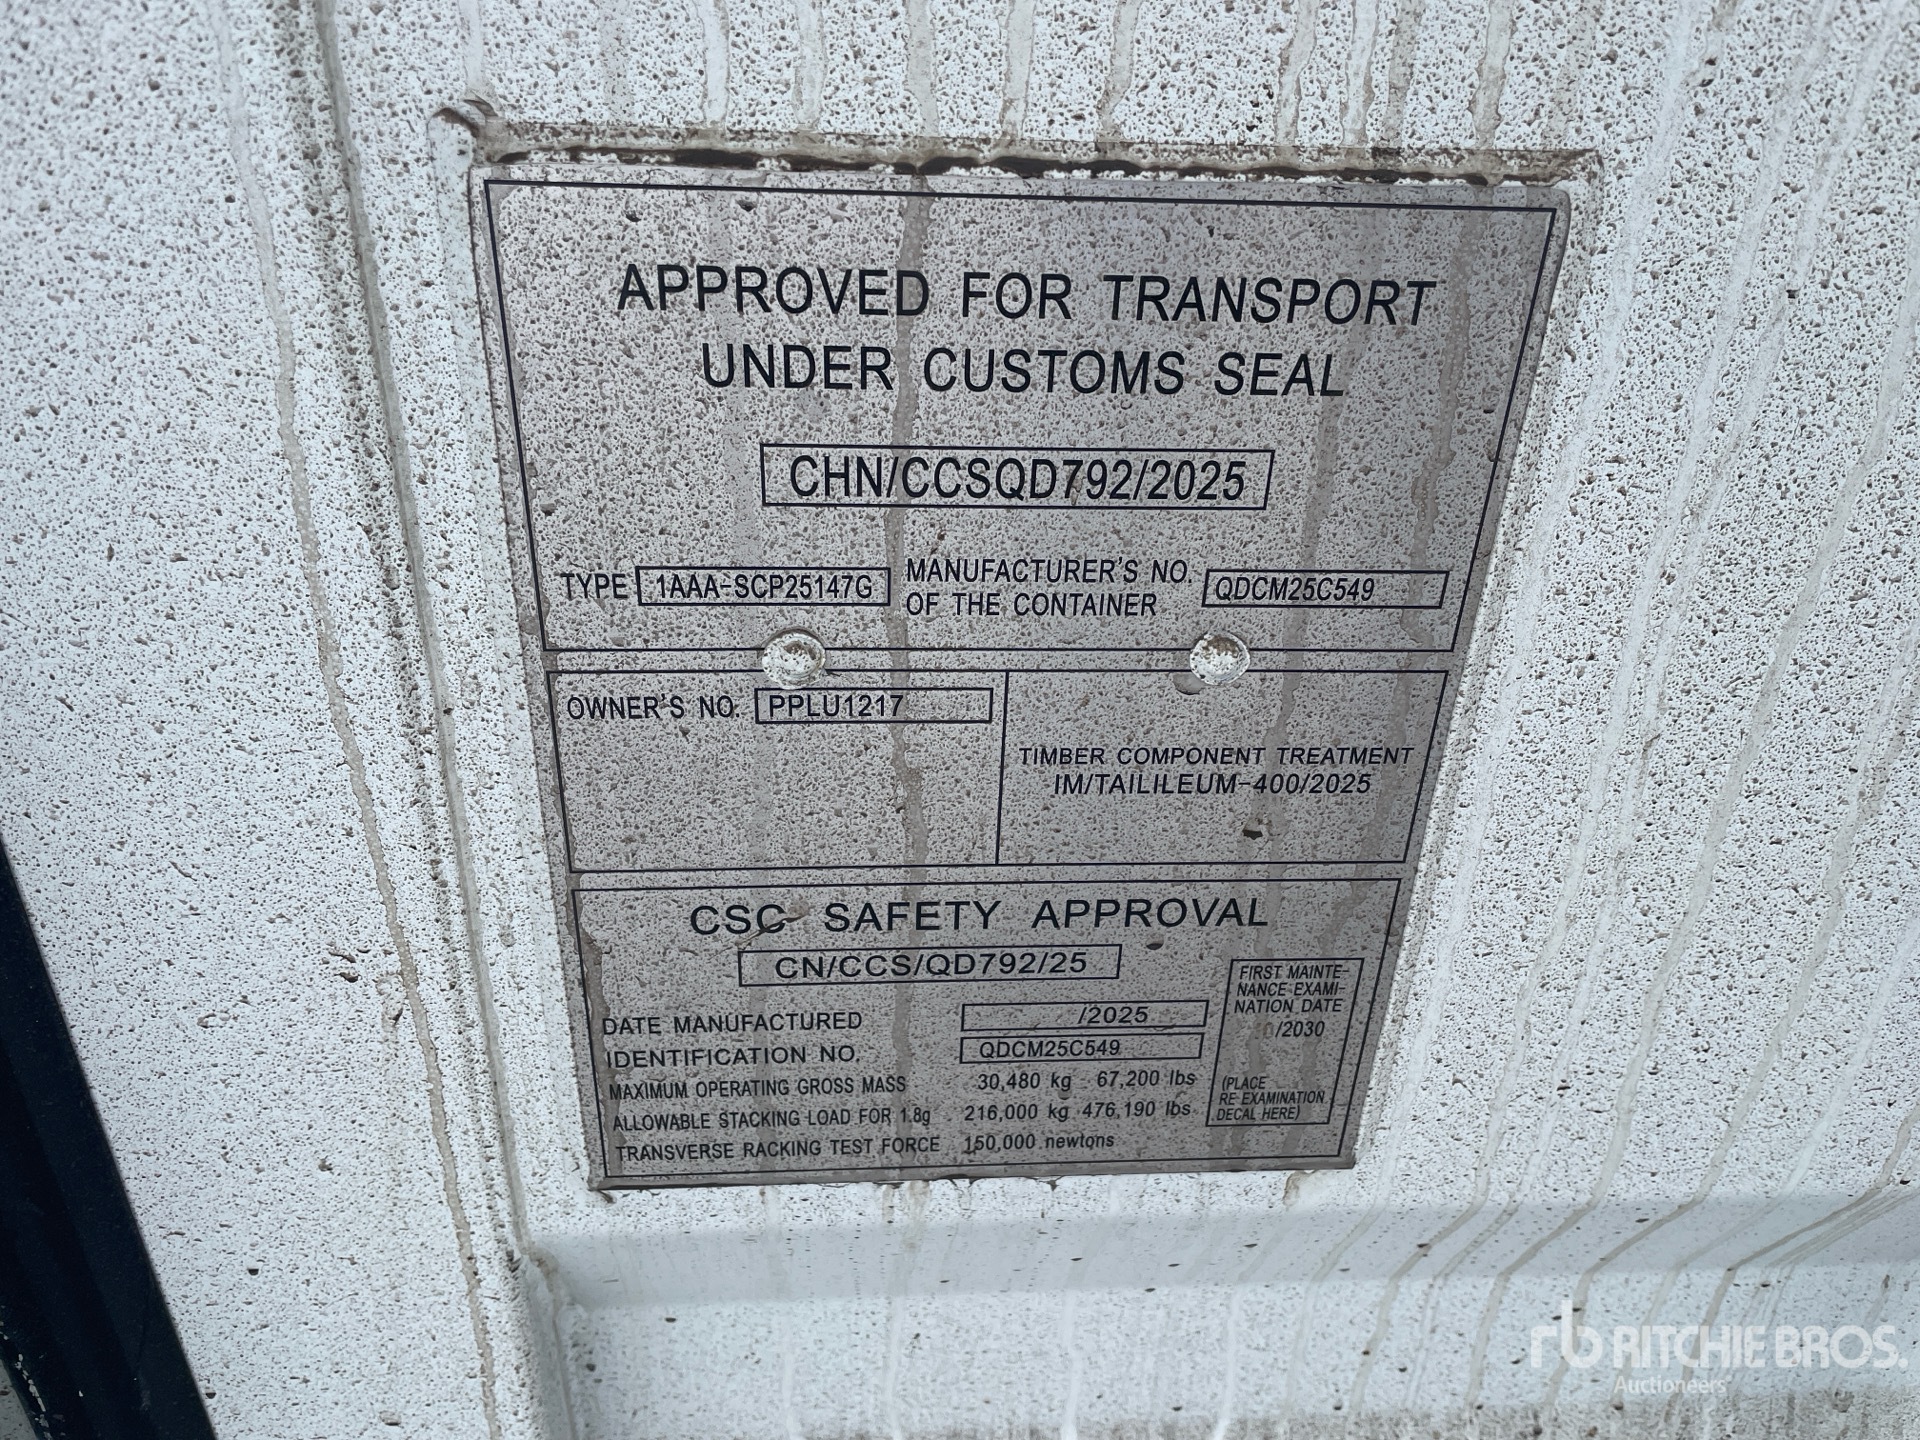 APPROVED FOR TRANSPORT
UNDER CUSTOMS SEAL
CHN/CCSQD792/2025
TYPE 1AAA-SCP25147G
MANUFACTURER'S NO.
OF THE CONTAINER
QDCM25C549
OWNER'S NO. PPLU1217
TIMBER COMPONENT TREATMENT
IM/TAILILEUM-400/2025
CSC SAFETY APPROVAL
CN/CCS/QD792/25
DATE MANUFACTURED /2025
IDENTIFICATION NO. QDCM25C549
MAXIMUM OPERATING GROSS MASS 30,480 kg 67,200 lbs
ALLOWABLE STACKING LOAD FOR 1.8g 216,000 kg 476,190 lbs
TRANSVERSE RACKING TEST FORCE 150,000 newtons
FIRST MAINTE-
NANCE EXAMI-
NATION DATE
/2030
(PLACE
RE-EXAMINATION
DECAL HERE)
rb RITCHIE BROS.
Auctioneers